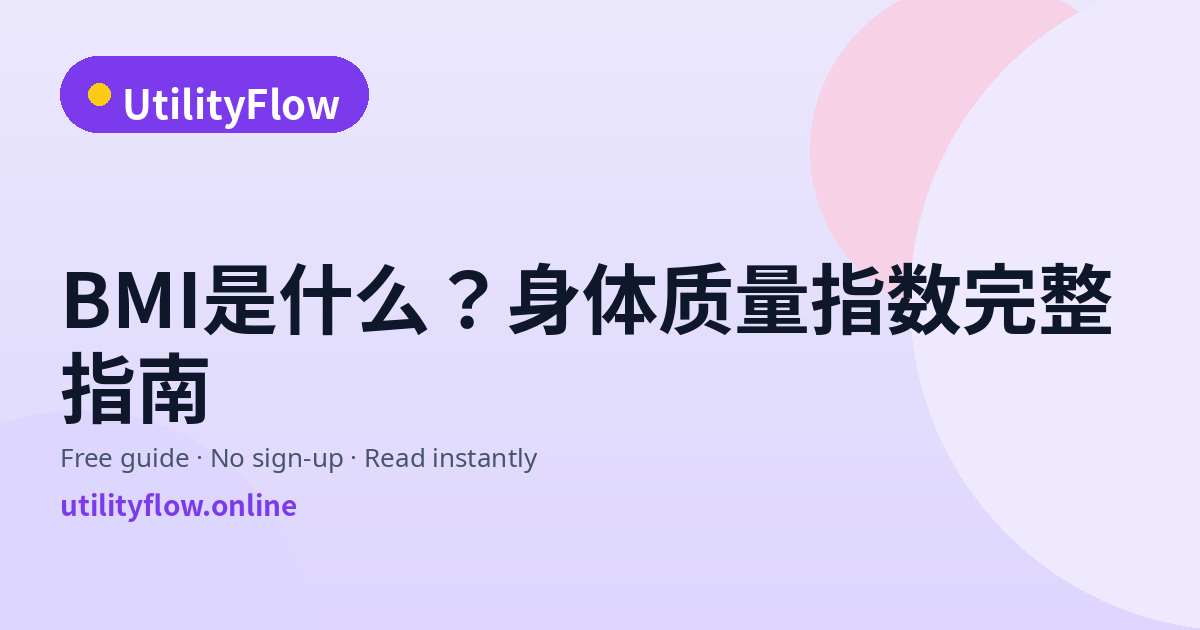 UtilityFlow
BMI是什么？身体质量指数完整
指南
Free guide · No sign-up · Read instantly
utilityflow.online